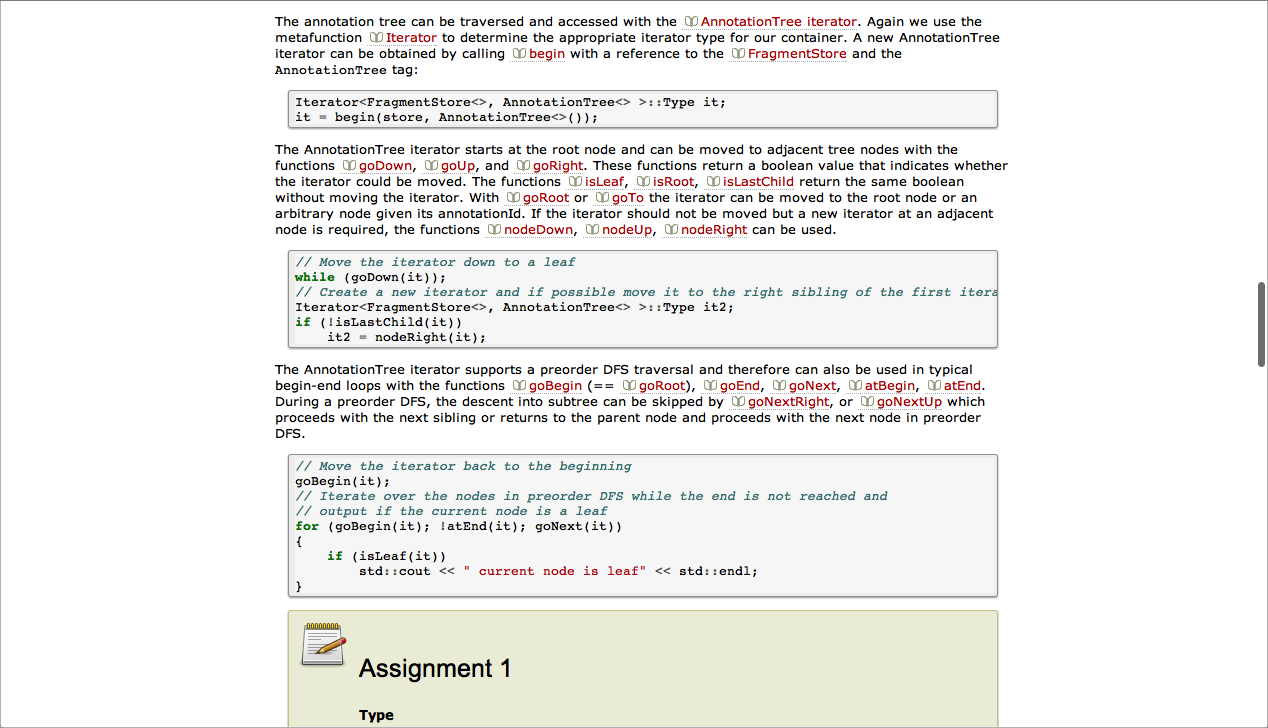 The annotation tree can be traversed and accessed with the AnnotationTree iterator. Again we use the
metafunction Iterator to determine the appropriate iterator type for our container. A new AnnotationTree
iterator can be obtained by calling begin with a reference to the FragmentStore and the
AnnotationTree tag:
Iterator<FragmentStore<>, AnnotationTree<> >::Type it;
it = begin(store, AnnotationTree<>());
The AnnotationTree iterator starts at the root node and can be moved to adjacent tree nodes with the
functions goDown, goUp, and goRight. These functions return a boolean value that indicates whether
the iterator could be moved. The functions isLeaf, isRoot, isLastChild return the same boolean
without moving the iterator. With goRoot or goTo the iterator can be moved to the root node or an
arbitrary node given its annotationId. If the iterator should not be moved but a new iterator at an adjacent
node is required, the functions nodeDown, nodeUp, nodeRight can be used.
// Move the iterator down to a leaf
while (goDown(it));
// Create a new iterator and if possible move it to the right sibling of the first itera
Iterator<FragmentStore<>, AnnotationTree<> >::Type it2;
if (!isLastChild(it))
    it2 = nodeRight(it);
The AnnotationTree iterator supports a preorder DFS traversal and therefore can also be used in typical
begin-end loops with the functions goBegin (== goRoot), goEnd, goNext, atBegin, atEnd.
During a preorder DFS, the descent into subtree can be skipped by goNextRight, or goNextUp which
proceeds with the next sibling or returns to the parent node and proceeds with the next node in preorder
DFS.
// Move the iterator back to the beginning
goBegin(it);
// Iterate over the nodes in preorder DFS while the end is not reached and
// output if the current node is a leaf
for (goBegin(it); !atEnd(it); goNext(it))
{
    if (isLeaf(it))
        std::cout << " current node is leaf" << std::endl;
}
Assignment 1
Type